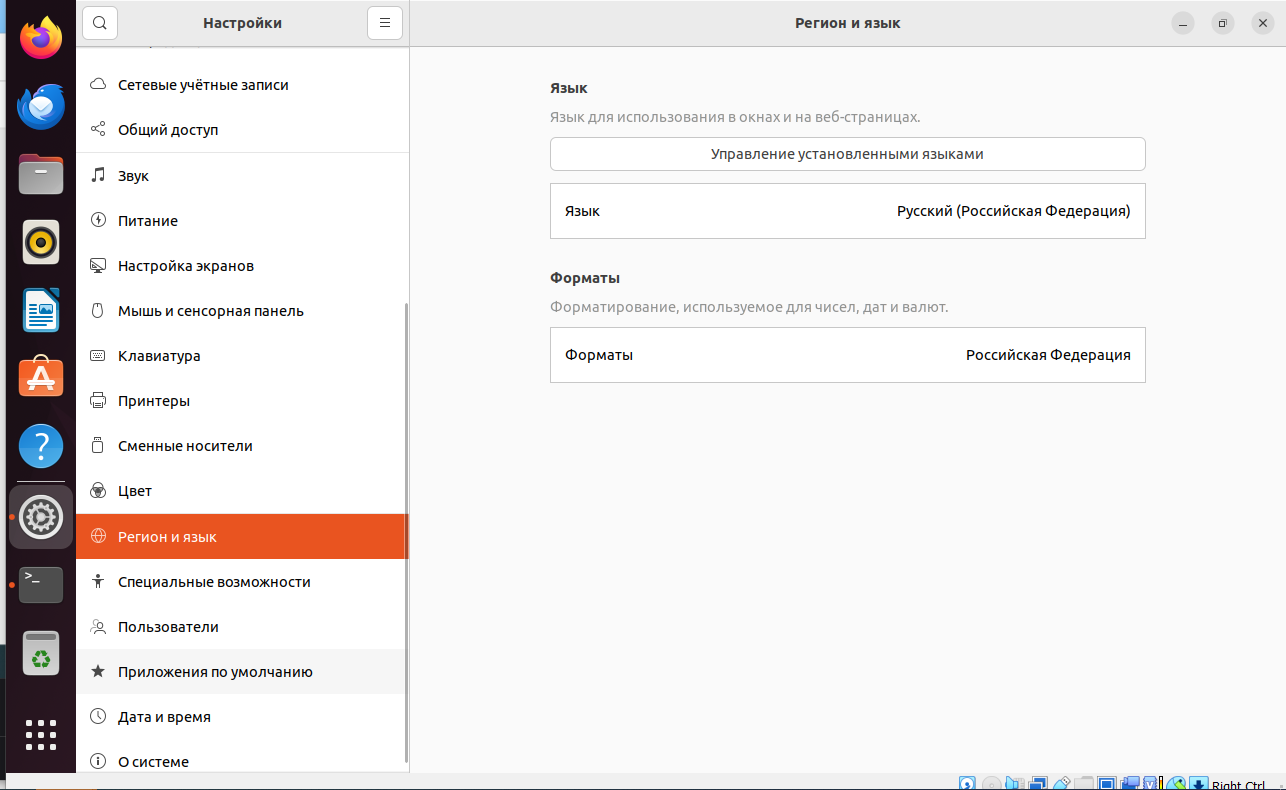 Настройки
Регион и язык
Сетевые учётные записи
Общий доступ
Звук
Питание
Настройка экранов
Мышь и сенсорная панель
Клавиатура
Принтеры
Сменные носители
Цвет
Регион и язык
Специальные возможности
Пользователи
Приложения по умолчанию
Дата и время
О системе
Язык
Язык для использования в окнах и на веб-страницах.
Управление установленными языками
Язык Русский (Российская Федерация)
Форматы
Форматирование, используемое для чисел, дат и валют.
Форматы Российская Федерация
Right Ctrl